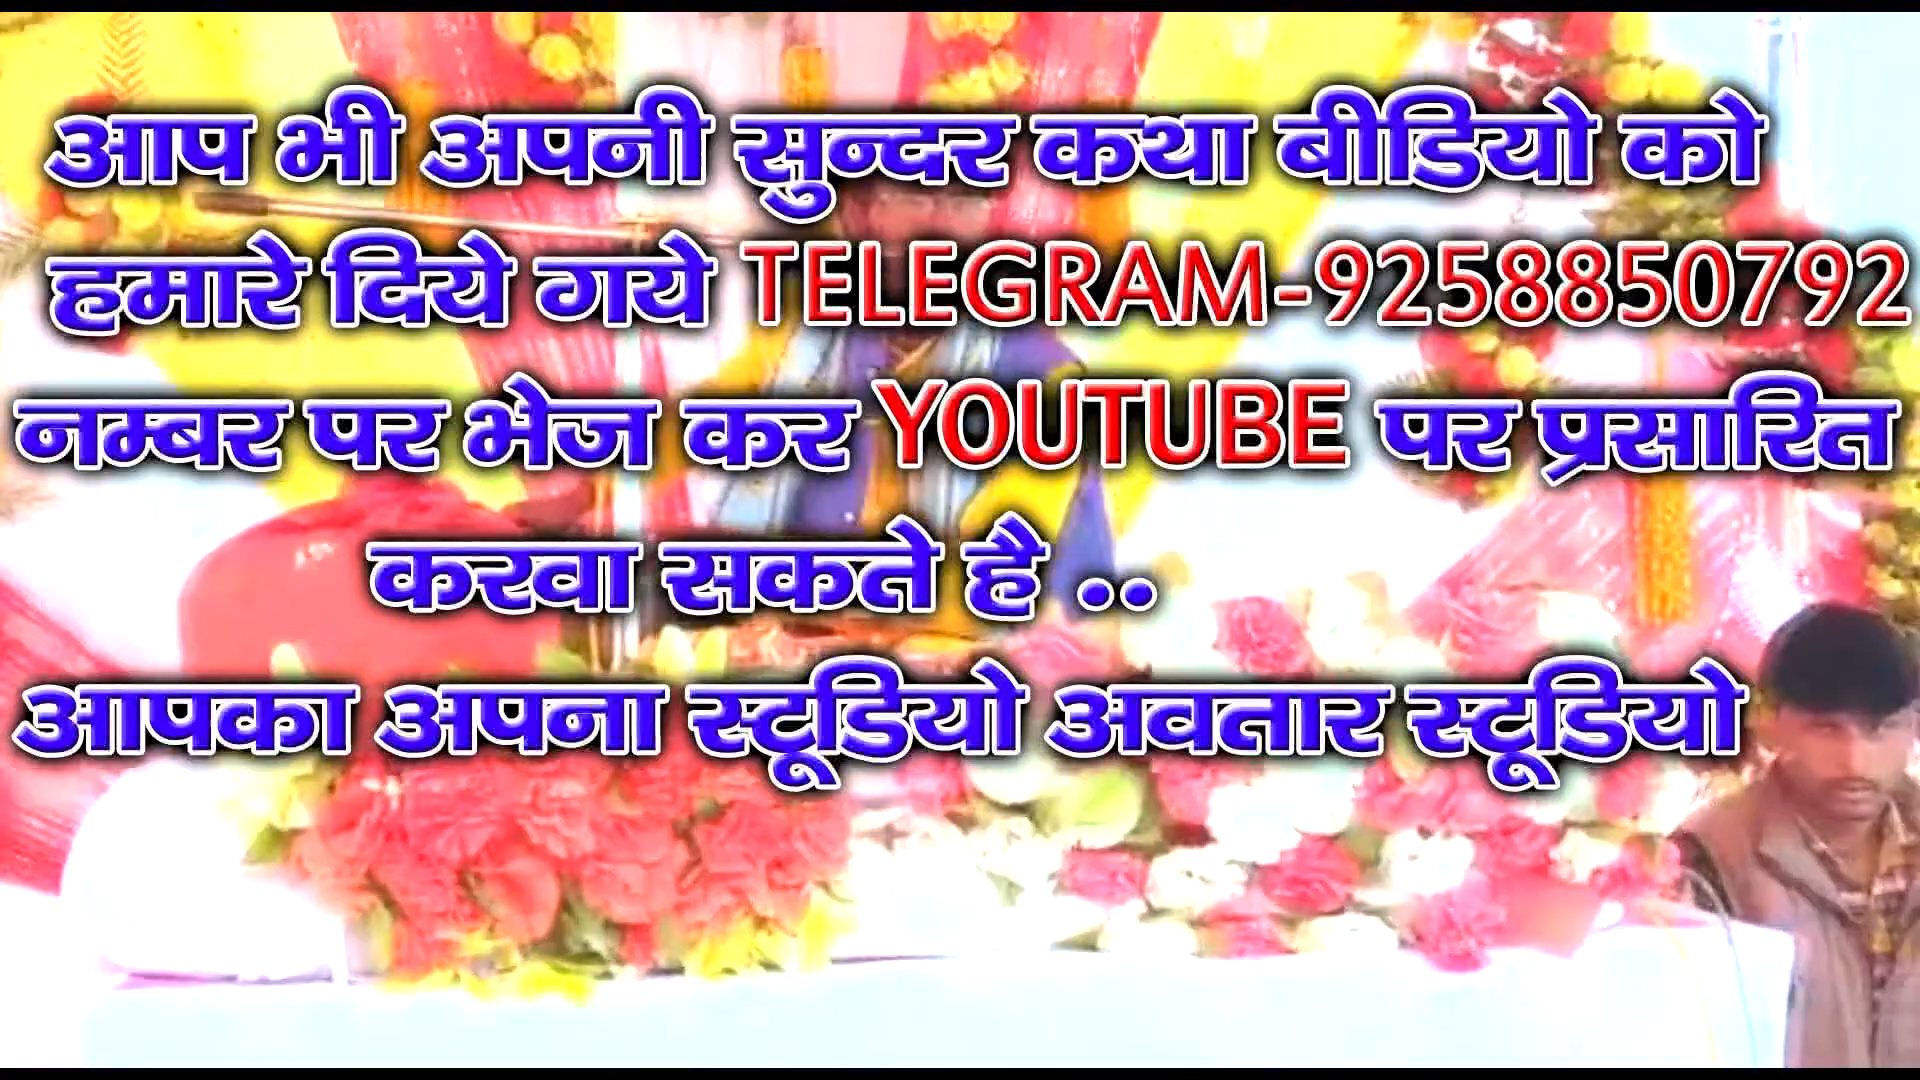 आप भी अपनी सुन्दर कथा बीडियो को
हमारे दिये गये TELEGRAM-9258850792
नम्बर पर भेज कर YOUTUBE पर प्रसारित
करवा सकते है ..
आपका अपना स्टूडियो अवतार स्टूडियो